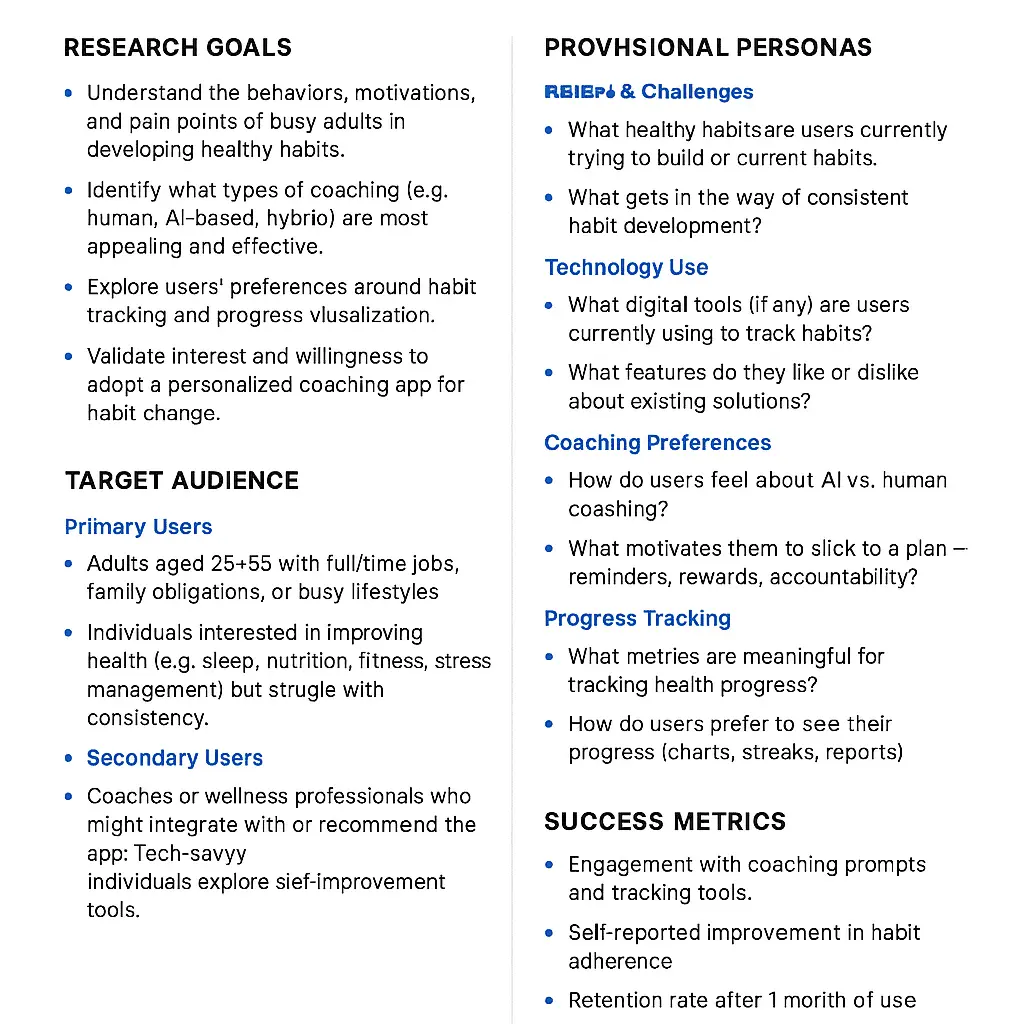 RESEARCH GOALS
• Understand the behaviors, motivations,
and pain points of busy adults in
developing healthy habits.
• Identify what types of coaching (e.g.
human, AI-based, hybrio) are most
appealing and effective.
• Explore users' preferences around habit
tracking and progress vlusalization.
• Validate interest and willingness to
adopt a personalized coaching app for
habit change.
TARGET AUDIENCE
Primary Users
• Adults aged 25+55 with full/time jobs,
family obligations, or busy lifestyles
• Individuals interested in improving
health (e.g. sleep, nutrition, fitness, stress
management) but strugle with
consistency.
• Secondary Users
• Coaches or wellness professionals who
might integrate with or recommend the
app: Tech-savyy
individuals explore sief-improvement
tools.
PROVHSIONAL PERSONAS
& Challenges
• What healthy habits are users currently
trying to build or current habits.
• What gets in the way of consistent
habit development?
Technology Use
• What digital tools (if any) are users
currently using to track habits?
• What features do they like or dislike
about existing solutions?
Coaching Preferences
• How do users feel about AI vs. human
coashing?
• What motivates them to slick to a plan –
reminders, rewards, accountability?
Progress Tracking
• What metries are meaningful for
tracking health progress?
• How do users prefer to see their
progress (charts, streaks, reports)
SUCCESS METRICS
• Engagement with coaching prompts
and tracking tools.
• Self-reported improvement in habit
adherence
• Retention rate after 1 morith of use